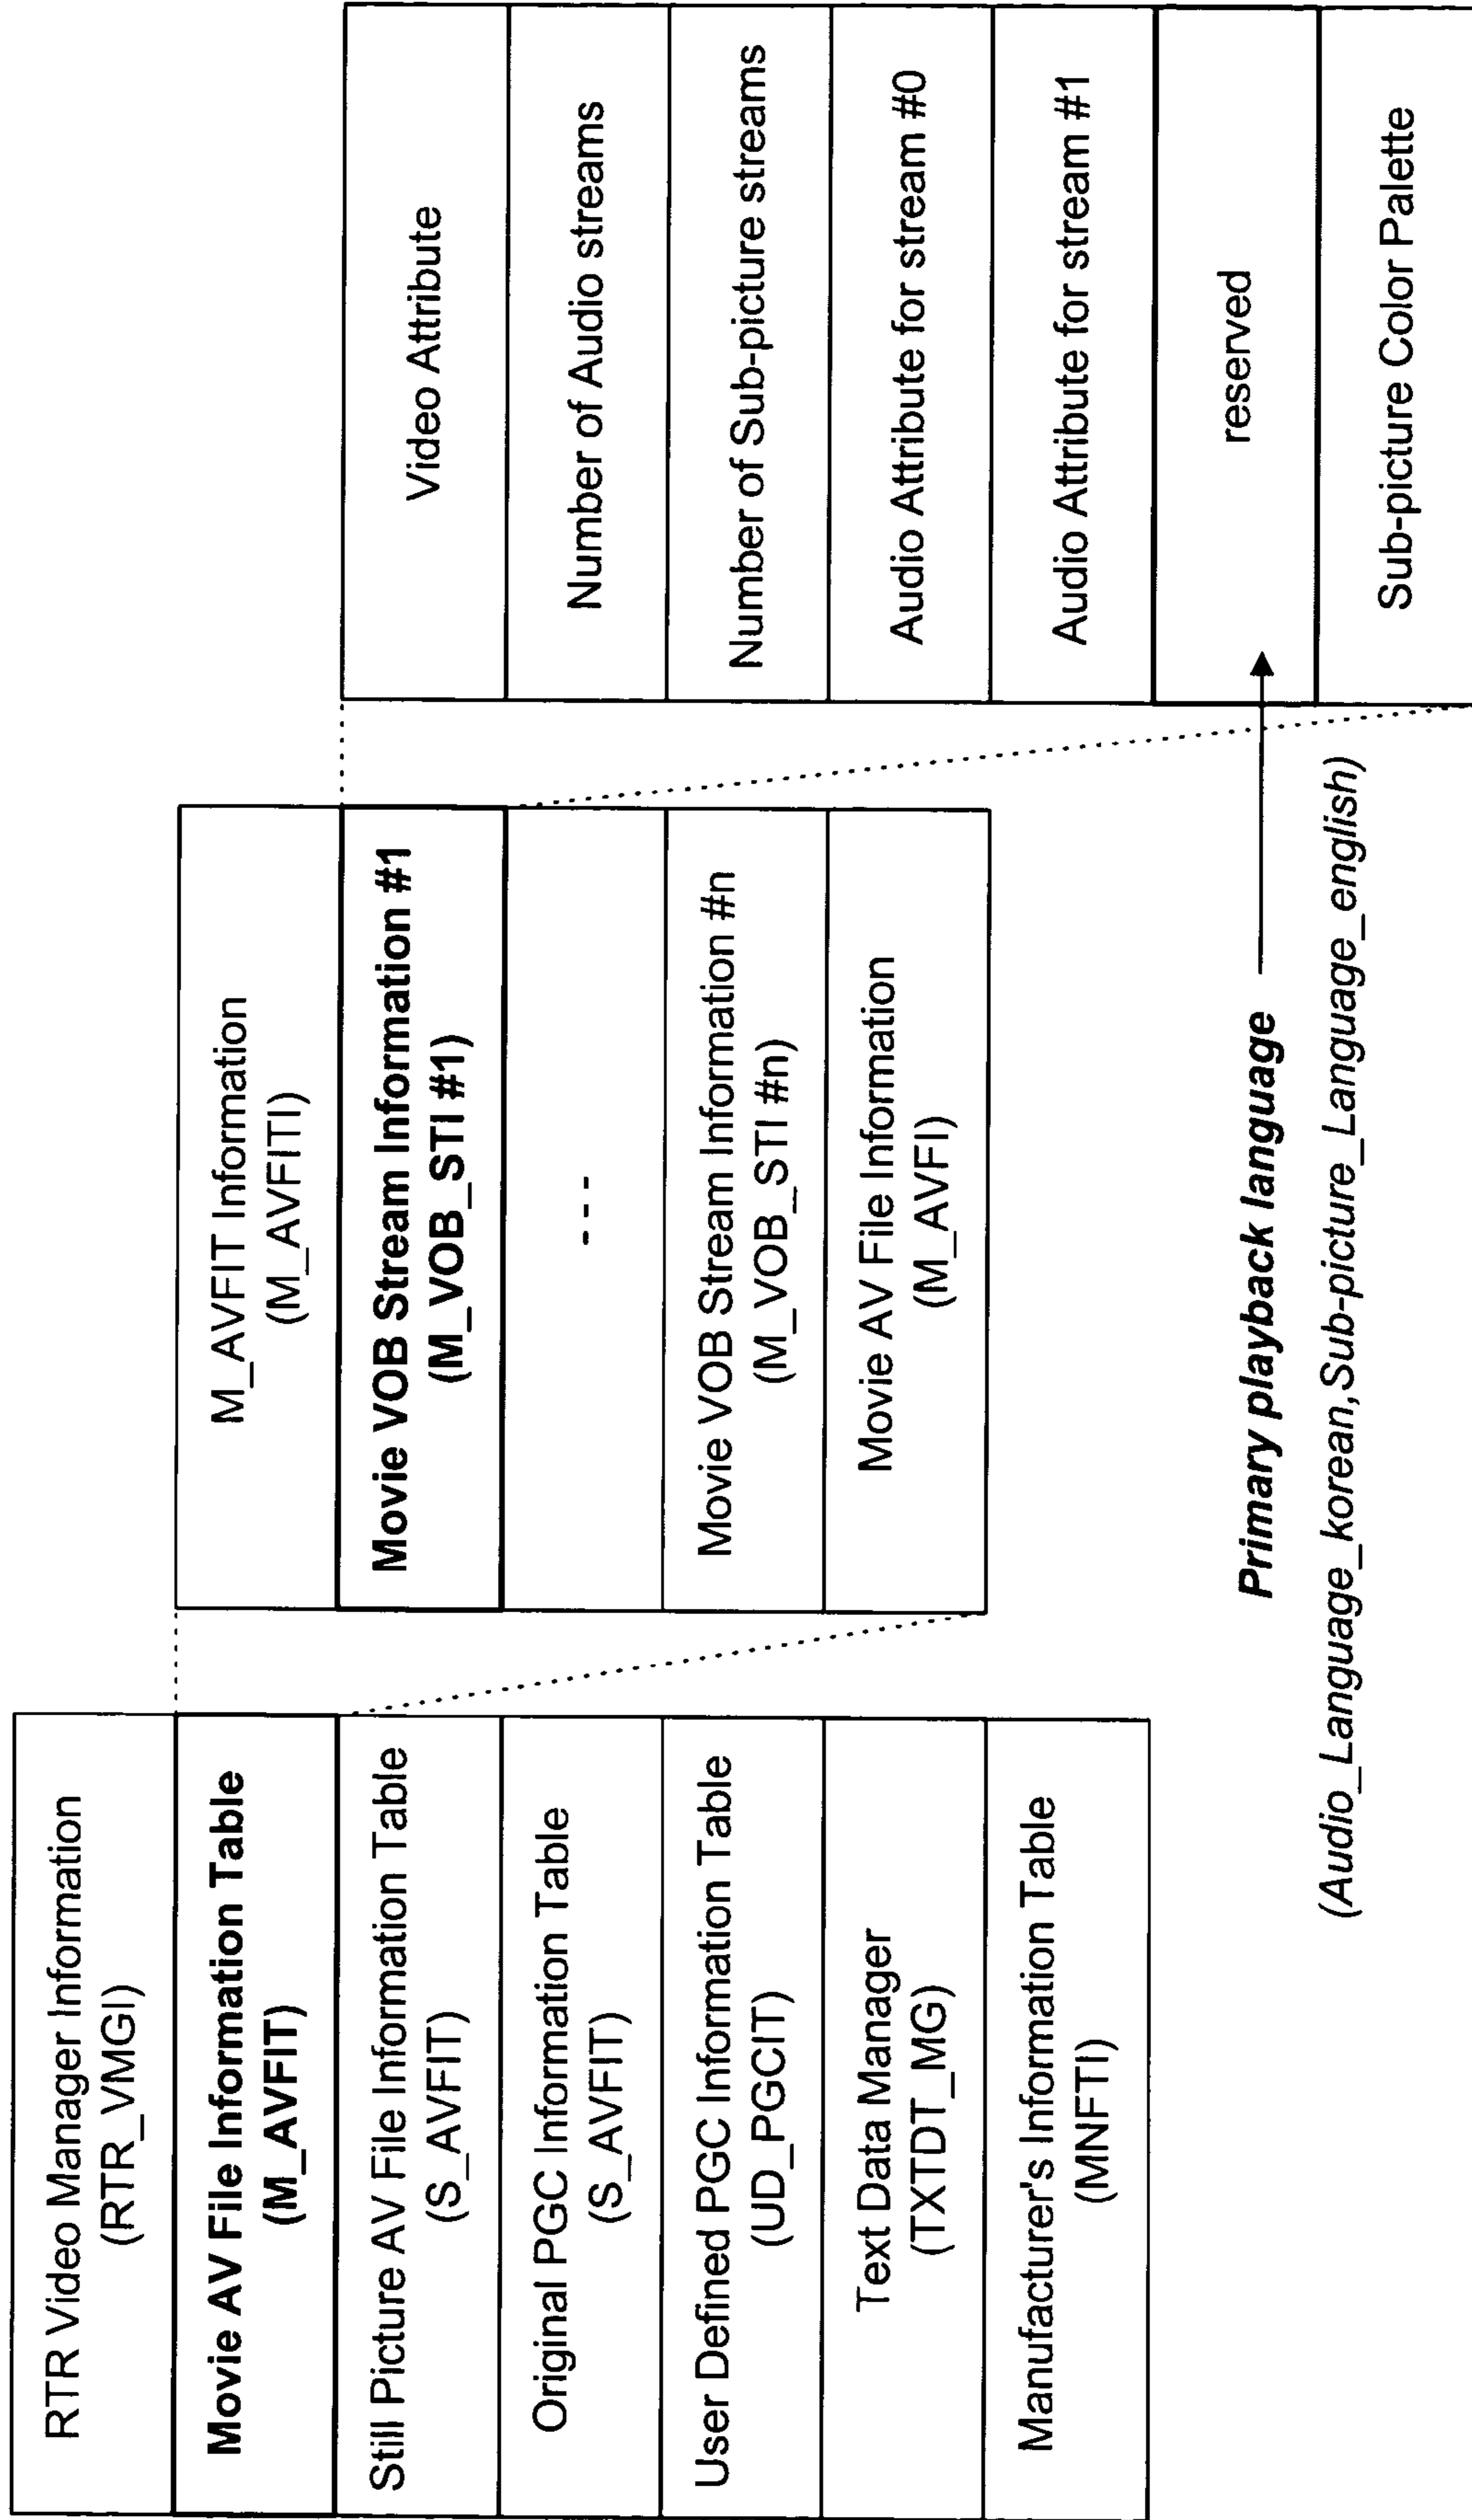 RTR Video Manager Information
(RTR_VMGI)
Movie AV File Information Table
(M_AVFIT)
Still Picture AV File Information Table
(S_AVFIT)
Original PGC Information Table
(S_AVFIT)
User Defined PGC Information Table
(UD_PGCIT)
Text Data Manager
(TXTDT_MG)
Manufacturer's Information Table
(MNFTI)
M_AVFIT Information
(M_AVFITI)
Movie VOB Stream Information #1
(M_VOB_STI #1)
---
Movie VOB Stream Information #n
(M_VOB_STI #n)
Movie AV File Information
(M_AVFI)
Video Attribute
Number of Audio streams
Number of Sub-picture streams
Audio Attribute for stream #0
Audio Attribute for stream #1
reserved
Sub-picture Color Palette
Primary playback language
(Audio_Language_korean,Sub-picture_Language_english)